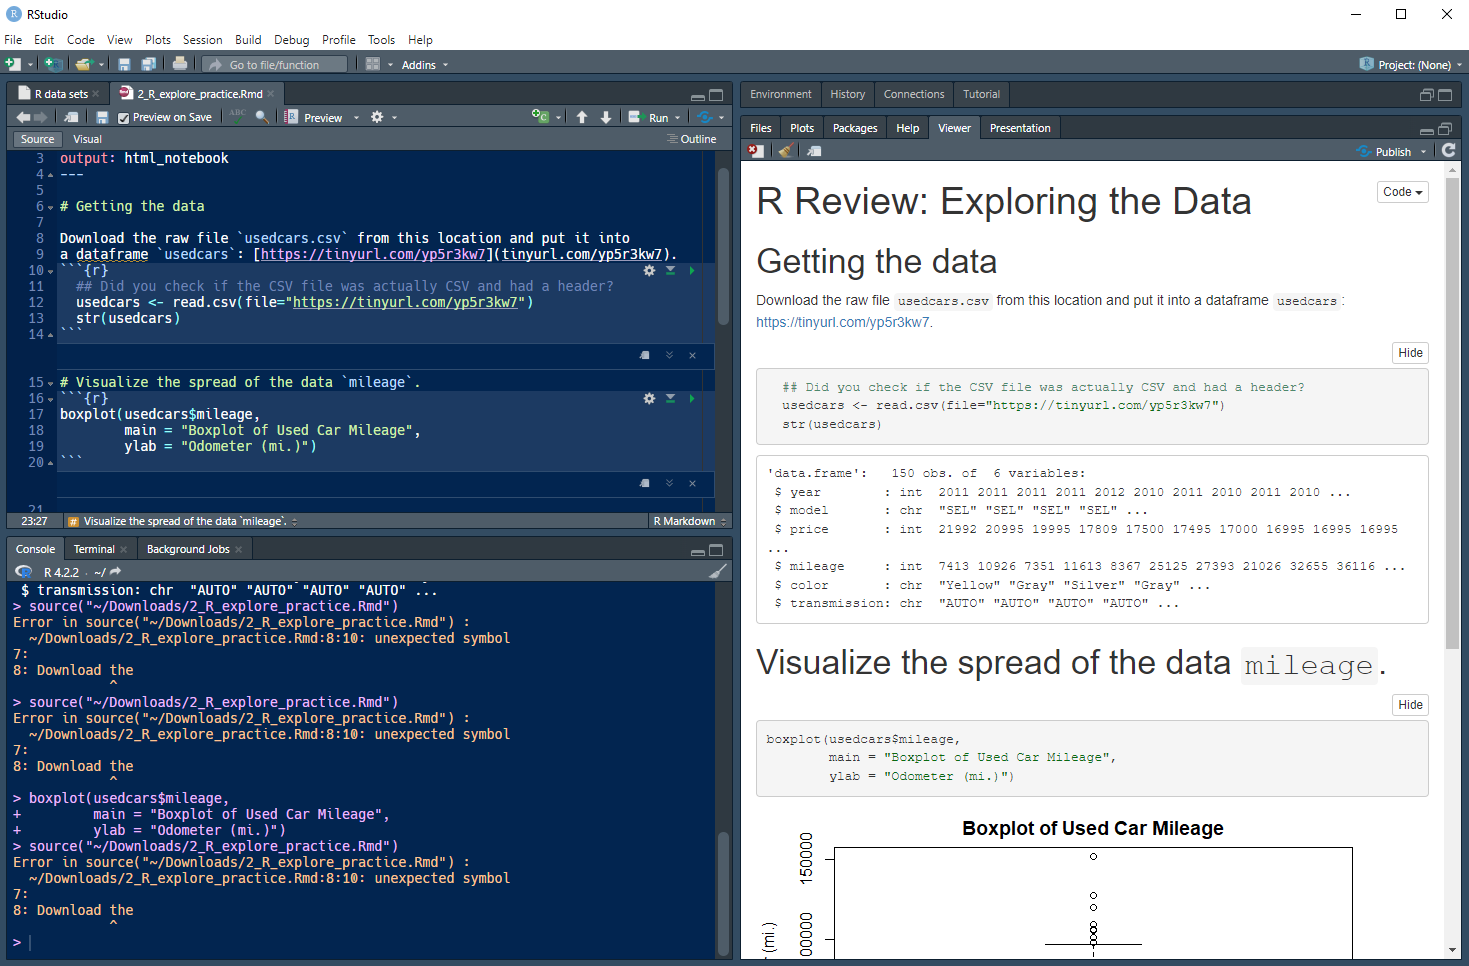 RStudio
File Edit Code View Plots Session Build Debug Profile Tools Help
Go to file/function Addins Project: (None)
R data sets 2_R_explore_practice.Rmd
Preview on Save ABC Preview Run
Source Visual Outline
3 output: html_notebook
4 ---
5
6 # Getting the data
7
8 Download the raw file `usedcars.csv` from this location and put it into
9 a dataframe `usedcars`: [https://tinyurl.com/yp5r3kw7](tinyurl.com/yp5r3kw7).
10 ```{r}
11 ## Did you check if the CSV file was actually CSV and had a header?
12 usedcars <- read.csv(file="https://tinyurl.com/yp5r3kw7")
13 str(usedcars)
14 ```
15 # Visualize the spread of the data `mileage`.
16 ```{r}
17 boxplot(usedcars$mileage,
18 main = "Boxplot of Used Car Mileage",
19 ylab = "Odometer (mi.)")
20 ```
21
23:27 # Visualize the spread of the data `mileage`. R Markdown
Console Terminal Background Jobs
R 4.2.2 · ~/
$ transmission: chr "AUTO" "AUTO" "AUTO" "AUTO" ...
> source("~/Downloads/2_R_explore_practice.Rmd")
Error in source("~/Downloads/2_R_explore_practice.Rmd") :
~/Downloads/2_R_explore_practice.Rmd:8:10: unexpected symbol
7:
8: Download the
^
> source("~/Downloads/2_R_explore_practice.Rmd")
Error in source("~/Downloads/2_R_explore_practice.Rmd") :
~/Downloads/2_R_explore_practice.Rmd:8:10: unexpected symbol
7:
8: Download the
^
> boxplot(usedcars$mileage,
+ main = "Boxplot of Used Car Mileage",
+ ylab = "Odometer (mi.)")
> source("~/Downloads/2_R_explore_practice.Rmd")
Error in source("~/Downloads/2_R_explore_practice.Rmd") :
~/Downloads/2_R_explore_practice.Rmd:8:10: unexpected symbol
7:
8: Download the
^
>
Environment History Connections Tutorial
Files Plots Packages Help Viewer Presentation
Publish
R Review: Exploring the Data
Code
Getting the data
Download the raw file usedcars.csv from this location and put it into a dataframe usedcars:
https://tinyurl.com/yp5r3kw7.
Hide
## Did you check if the CSV file was actually CSV and had a header?
usedcars <- read.csv(file="https://tinyurl.com/yp5r3kw7")
str(usedcars)
'data.frame': 150 obs. of 6 variables:
$ year : int 2011 2011 2011 2011 2012 2010 2011 2010 2011 2010 ...
$ model : chr "SEL" "SEL" "SEL" "SEL" ...
$ price : int 21992 20995 19995 17809 17500 17495 17000 16995 16995 16995
...
$ mileage : int 7413 10926 7351 11613 8367 25125 27393 21026 32655 36116 ...
$ color : chr "Yellow" "Gray" "Silver" "Gray" ...
$ transmission: chr "AUTO" "AUTO" "AUTO" "AUTO" ...
Visualize the spread of the data mileage.
Hide
boxplot(usedcars$mileage,
main = "Boxplot of Used Car Mileage",
ylab = "Odometer (mi.)")
Boxplot of Used Car Mileage
150000
00000
(mi.)